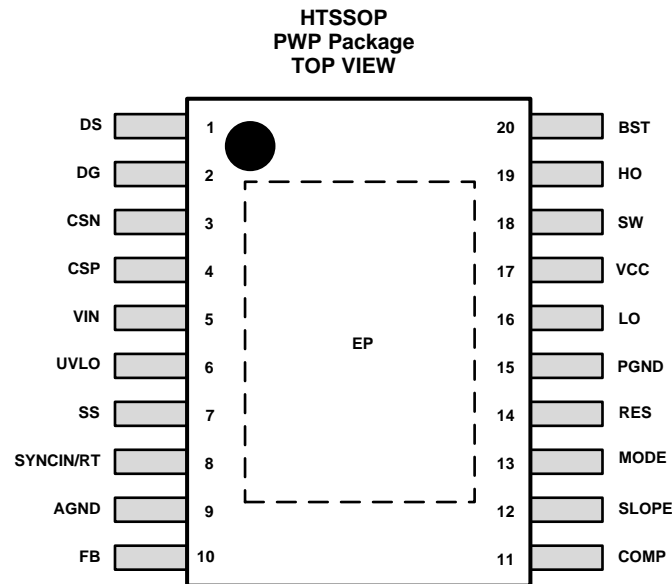 HTSSOP
PWP Package
TOP VIEW
DS 1 20 BST
DG 2 19 HO
CSN 3 18 SW
CSP 4 17 VCC
VIN 5 16 LO
EP
UVLO 6 15 PGND
SS 7 14 RES
SYNCIN/RT 8 13 MODE
AGND 9 12 SLOPE
FB 10 11 COMP